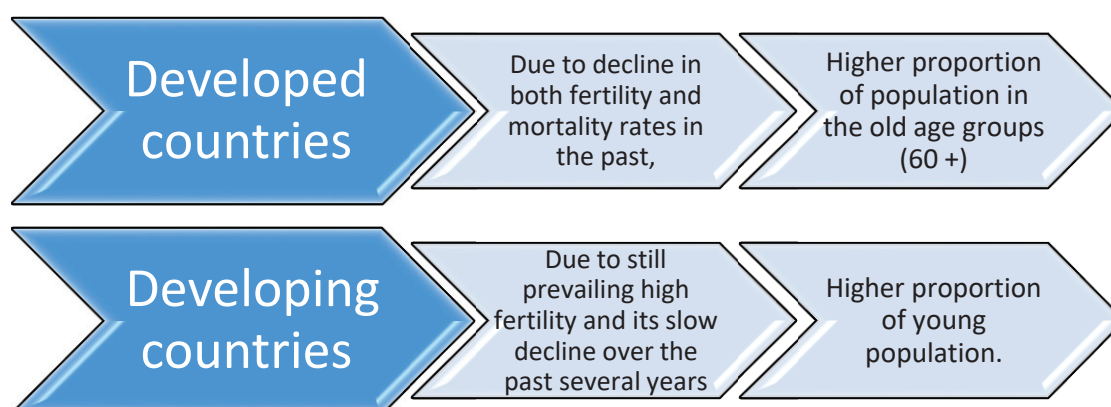 Developed
countries
Due to decline in
both fertility and
mortality rates in
the past,
Higher proportion
of population in
the old age groups
(60 +)
Developing
countries
Due to still
prevailing high
fertility and its slow
decline over the
past several years
Higher proportion
of young
population.